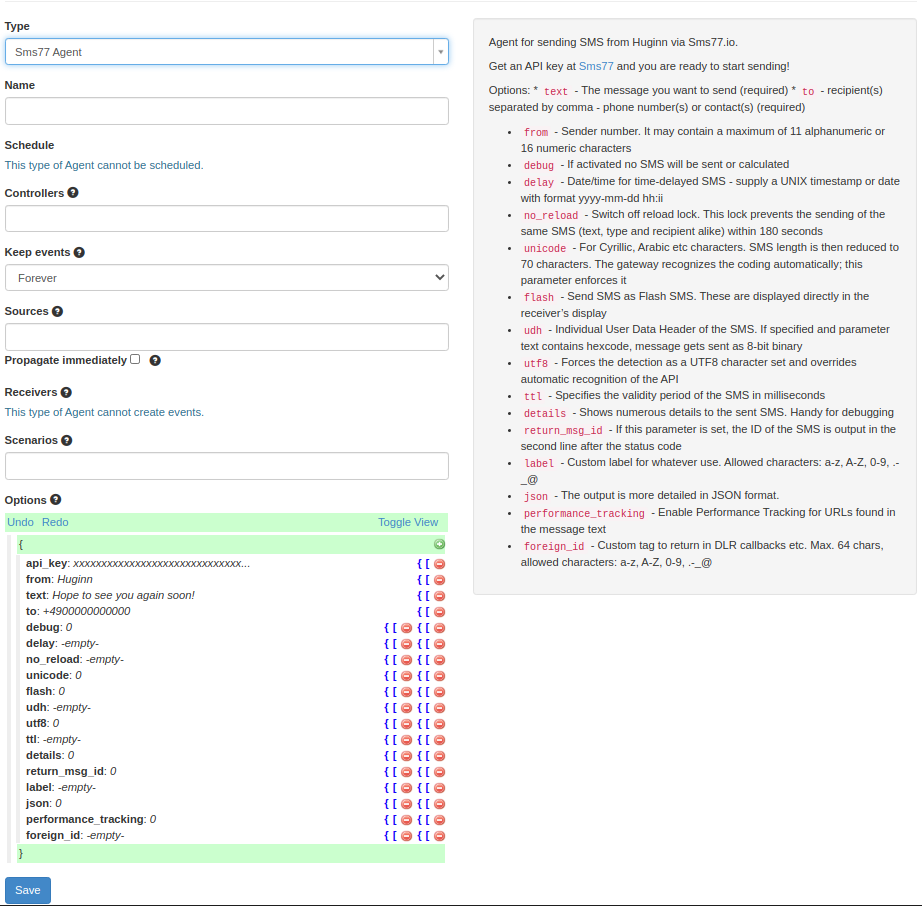 Type
Sms77 Agent
Name
Schedule
This type of Agent cannot be scheduled.
Controllers ?
Keep events ?
Forever
Sources ?
Propagate immediately ?
Receivers ?
This type of Agent cannot create events.
Scenarios ?
Options ?
Undo Redo Toggle View
{
api_key: xxxxxxxxxxxxxxxxxxxxxxxxxxxxxxx... { [
from: Huginn { [
text: Hope to see you again soon! { [
to: +4900000000000 { [
debug: 0 { [ { [
delay: -empty- { [ { [
no_reload: -empty- { [ { [
unicode: 0 { [ { [
flash: 0 { [ { [
udh: -empty- { [ { [
utf8: 0 { [ { [
ttl: -empty- { [ { [
details: 0 { [ { [
return_msg_id: 0 { [ { [
label: -empty- { [ { [
json: 0 { [ { [
performance_tracking: 0 { [ { [
foreign_id: -empty- { [ { [
}
Save
Agent for sending SMS from Huginn via Sms77.io.
Get an API key at Sms77 and you are ready to start sending!
Options: * text - The message you want to send (required) * to - recipient(s)
separated by comma - phone number(s) or contact(s) (required)
• from - Sender number. It may contain a maximum of 11 alphanumeric or
16 numeric characters
• debug - If activated no SMS will be sent or calculated
• delay - Date/time for time-delayed SMS - supply a UNIX timestamp or date
with format yyyy-mm-dd hh:ii
• no_reload - Switch off reload lock. This lock prevents the sending of the
same SMS (text, type and recipient alike) within 180 seconds
• unicode - For Cyrillic, Arabic etc characters. SMS length is then reduced to
70 characters. The gateway recognizes the coding automatically; this
parameter enforces it
• flash - Send SMS as Flash SMS. These are displayed directly in the
receiver's display
• udh - Individual User Data Header of the SMS. If specified and parameter
text contains hexcode, message gets sent as 8-bit binary
• utf8 - Forces the detection as a UTF8 character set and overrides
automatic recognition of the API
• ttl - Specifies the validity period of the SMS in milliseconds
• details - Shows numerous details to the sent SMS. Handy for debugging
• return_msg_id - If this parameter is set, the ID of the SMS is output in the
second line after the status code
• label - Custom label for whatever use. Allowed characters: a-z, A-Z, 0-9, .-
_@
• json - The output is more detailed in JSON format.
• performance_tracking - Enable Performance Tracking for URLs found in
the message text
• foreign_id - Custom tag to return in DLR callbacks etc. Max. 64 chars,
allowed characters: a-z, A-Z, 0-9, .-_@